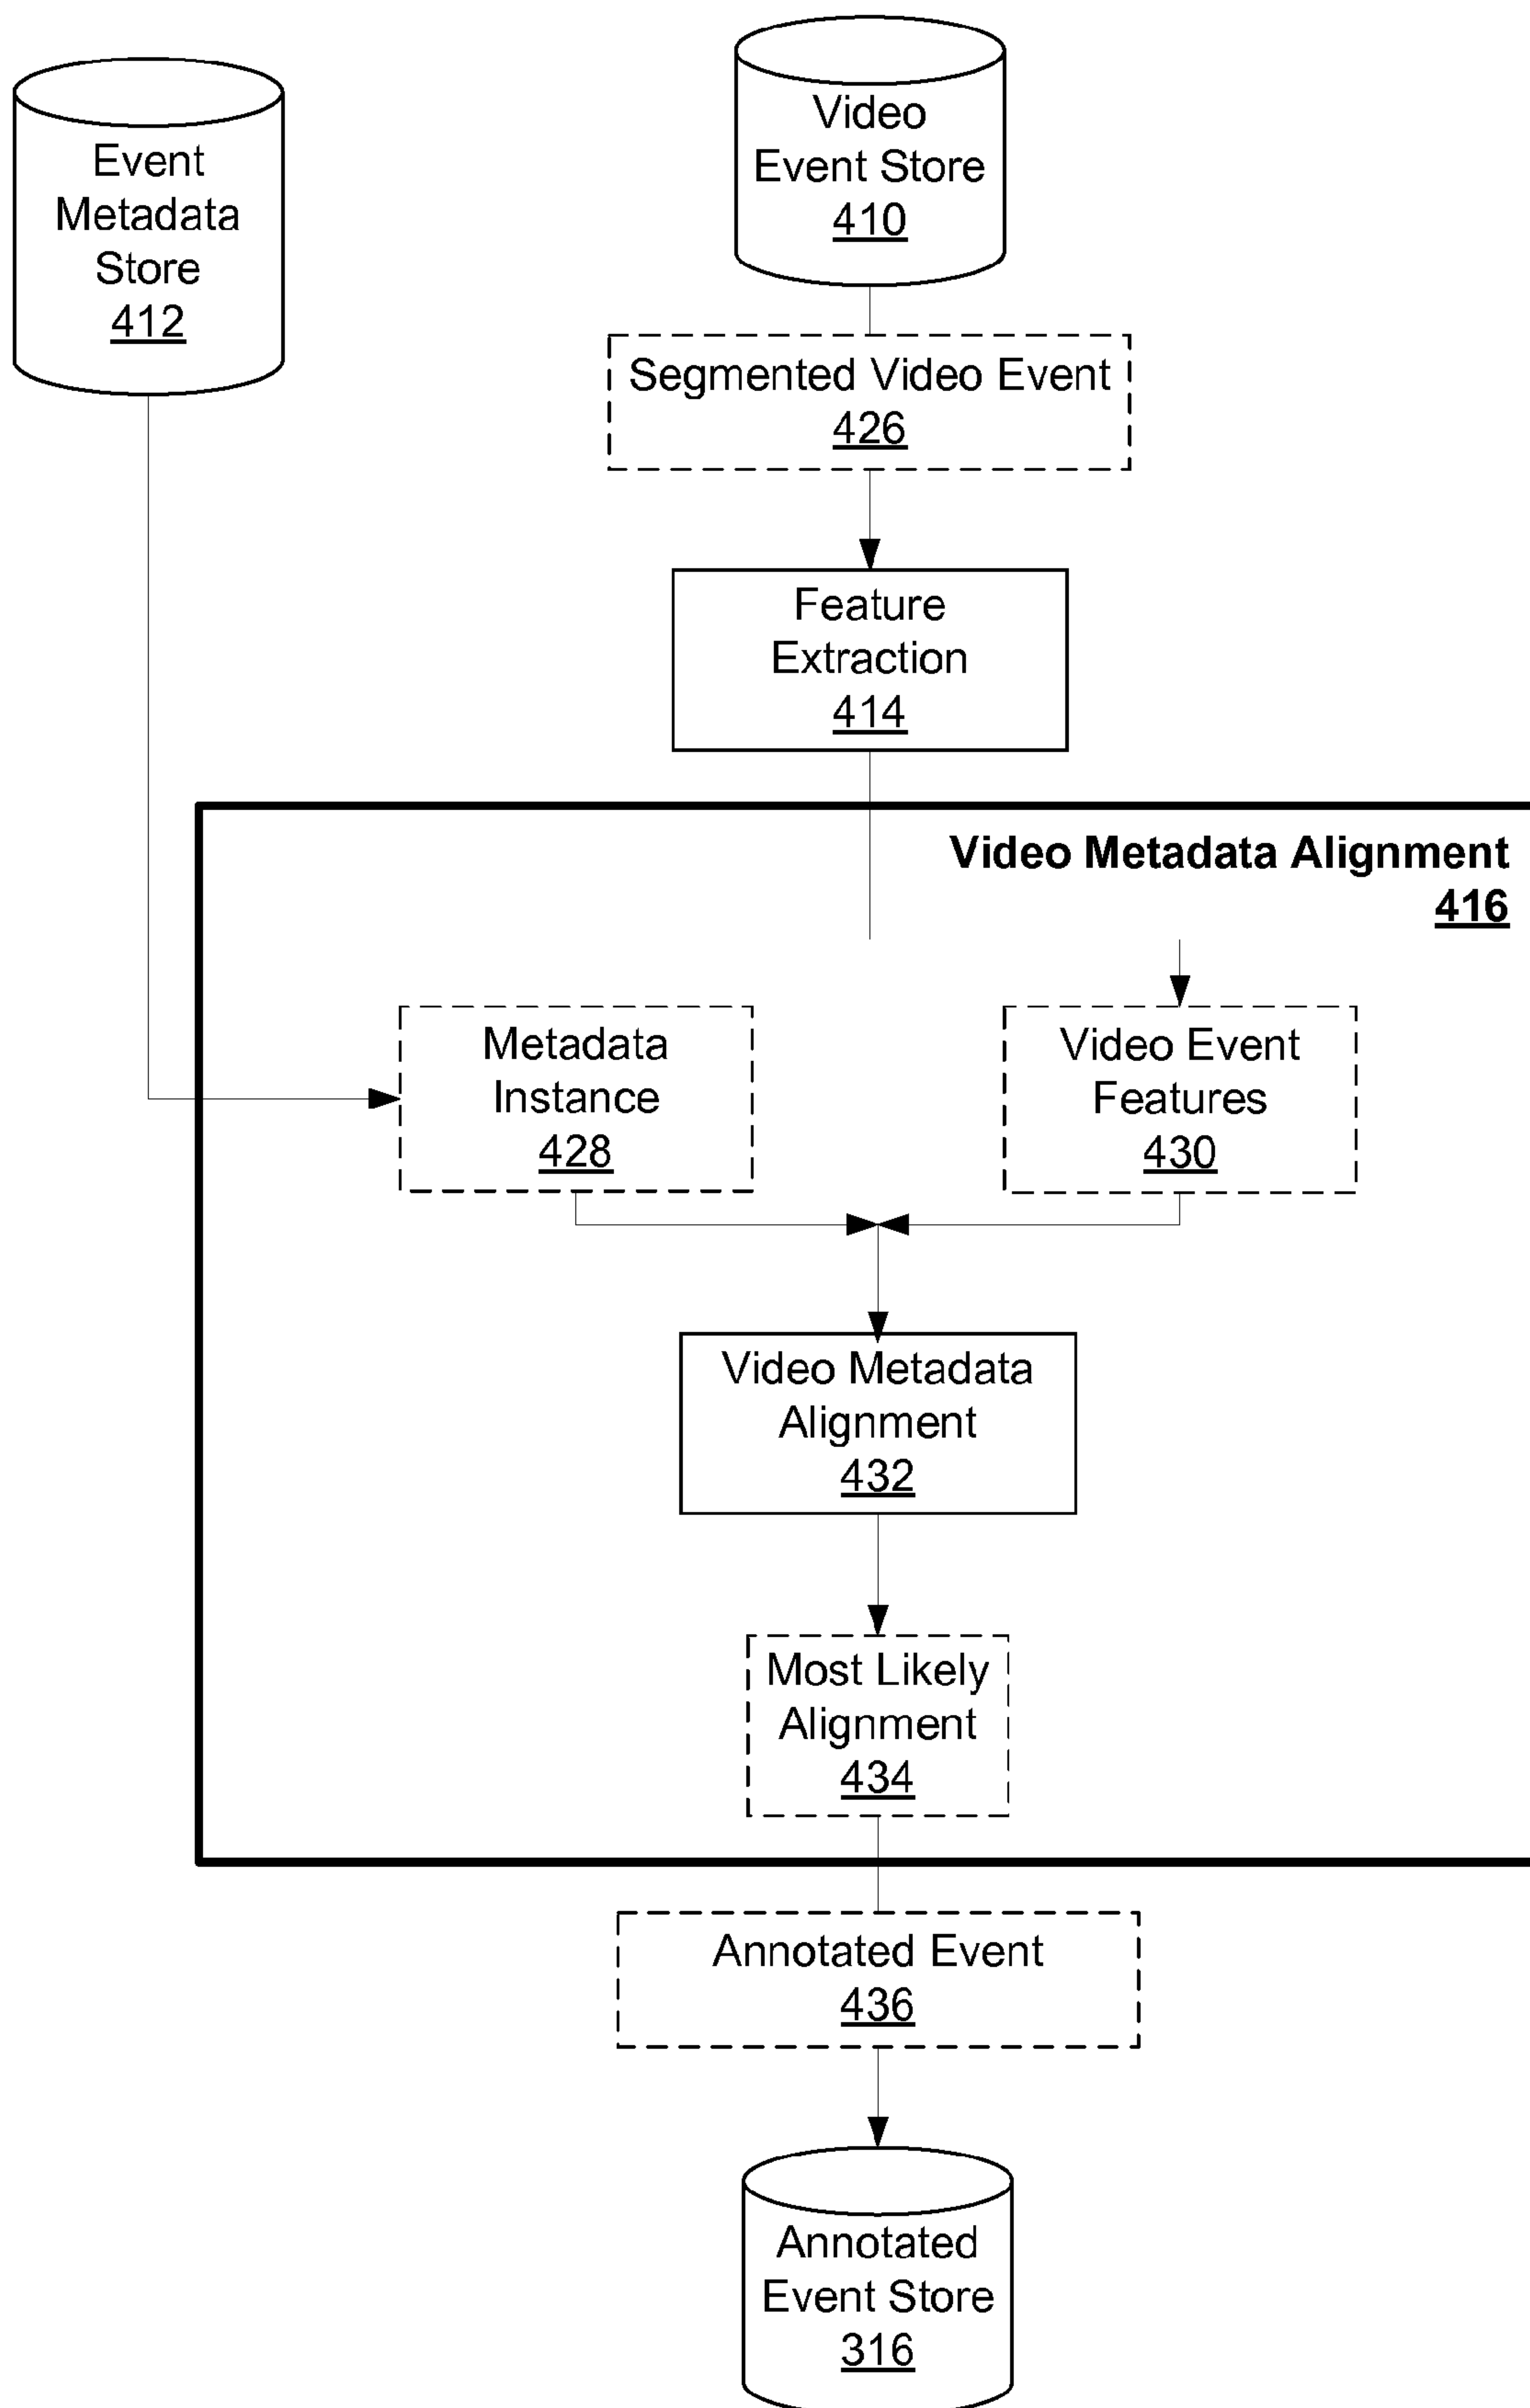 Event
Metadata
Store
412
Video
Event Store
410
Segmented Video Event
426
Feature
Extraction
414
Video Metadata Alignment
416
Metadata
Instance
428
Video Event
Features
430
Video Metadata
Alignment
432
Most Likely
Alignment
434
Annotated Event
436
Annotated
Event Store
316